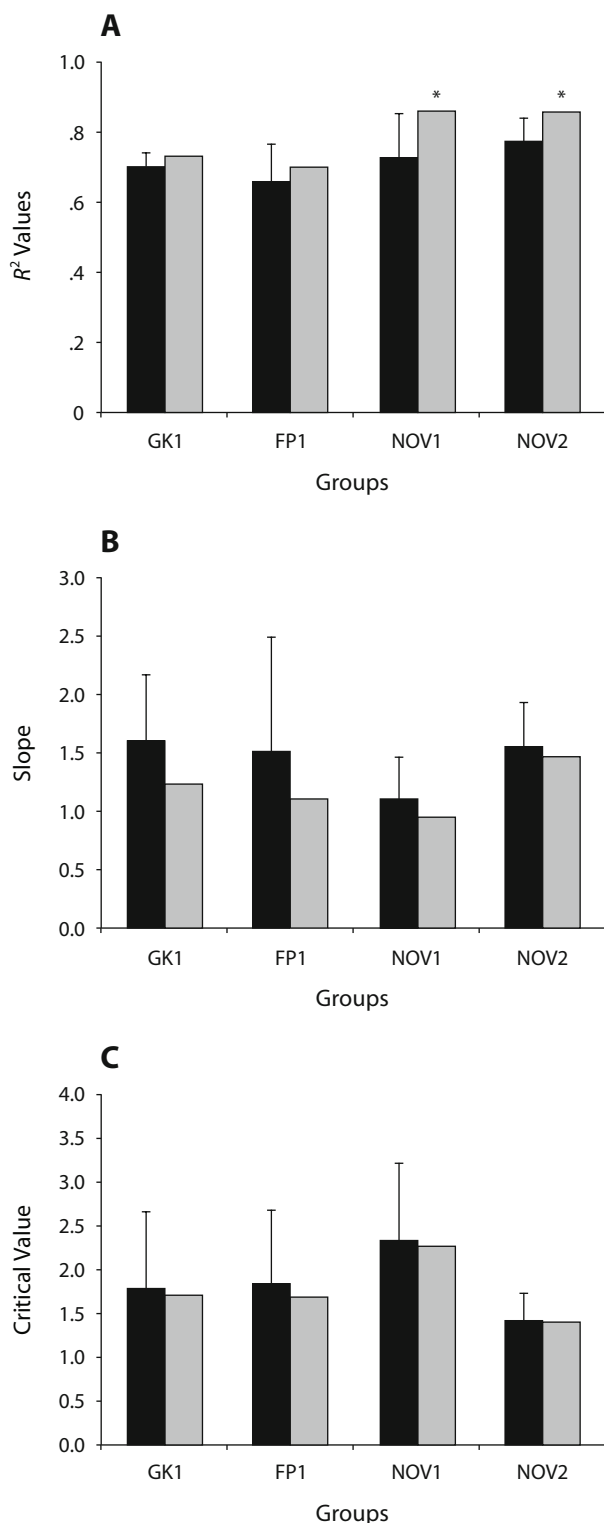 A
1.0
.8
.6
.4
.2
0
R² Values
* *
GK1 FP1 NOV1 NOV2
Groups
B
3.0
2.5
2.0
1.5
1.0
0.5
0.0
Slope
GK1 FP1 NOV1 NOV2
Groups
C
4.0
3.5
3.0
2.5
2.0
1.5
1.0
0.5
0.0
Critical Value
GK1 FP1 NOV1 NOV2
Groups